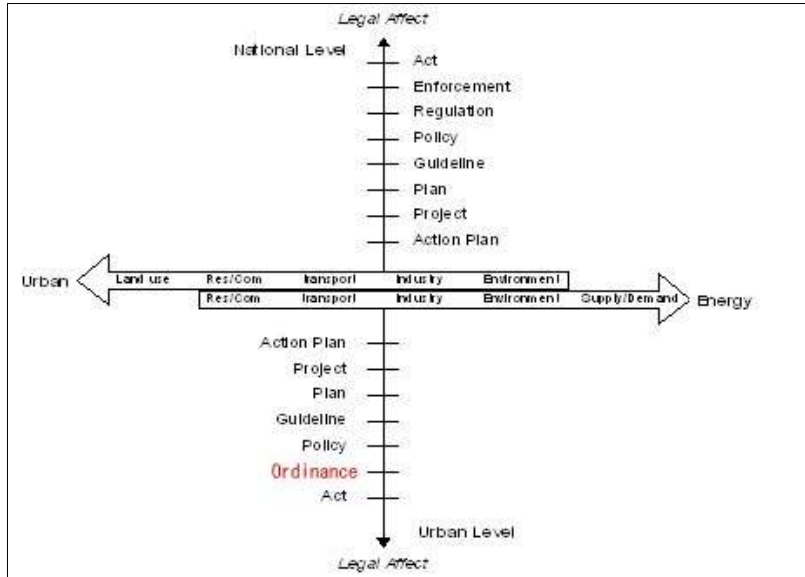 Legal Affect
National Level
Act
Enforcement
Regulation
Policy
Guideline
Plan
Project
Action Plan
Urban
Land use Res/Com transport Industry Environment
Res/Com transport Industry Environment Supply/Demand
Energy
Action Plan
Project
Plan
Guideline
Policy
Ordinance
Act
Urban Level
Legal Affect